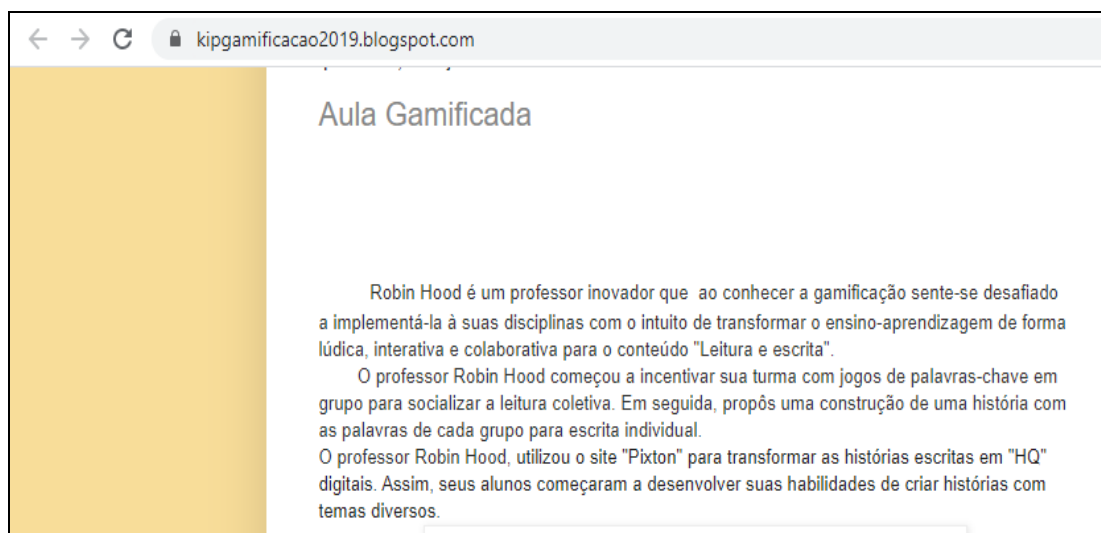 kipgamificacao2019.blogspot.com
Aula Gamificada
Robin Hood é um professor inovador que ao conhecer a gamificação sente-se desafiado
a implementá-la à suas disciplinas com o intuito de transformar o ensino-aprendizagem de forma
lúdica, interativa e colaborativa para o conteúdo "Leitura e escrita".
O professor Robin Hood começou a incentivar sua turma com jogos de palavras-chave em
grupo para socializar a leitura coletiva. Em seguida, propôs uma construção de uma história com
as palavras de cada grupo para escrita individual.
O professor Robin Hood, utilizou o site "Pixton" para transformar as histórias escritas em "HQ"
digitais. Assim, seus alunos começaram a desenvolver suas habilidades de criar histórias com
temas diversos.